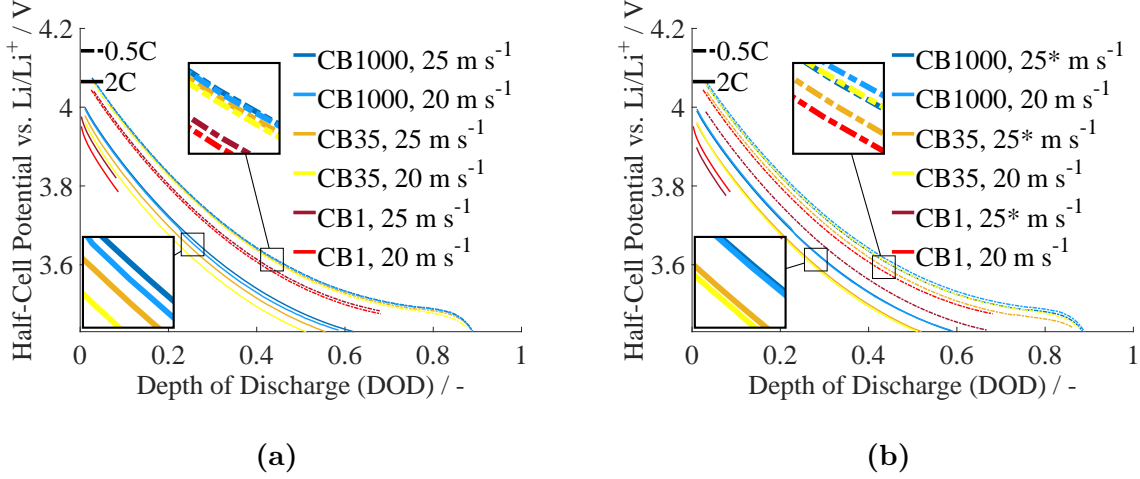 Half-Cell Potential vs. Li/Li⁺ / V
4.2
4
3.8
3.6
0.5C
2C
CB1000, 25 m s⁻¹
CB1000, 20 m s⁻¹
CB35, 25 m s⁻¹
CB35, 20 m s⁻¹
CB1, 25 m s⁻¹
CB1, 20 m s⁻¹
0 0.2 0.4 0.6 0.8 1
Depth of Discharge (DOD) / -
(a)
Half-Cell Potential vs. Li/Li⁺ / V
4.2
4
3.8
3.6
0.5C
2C
CB1000, 25* m s⁻¹
CB1000, 20 m s⁻¹
CB35, 25* m s⁻¹
CB35, 20 m s⁻¹
CB1, 25* m s⁻¹
CB1, 20 m s⁻¹
0 0.2 0.4 0.6 0.8 1
Depth of Discharge (DOD) / -
(b)